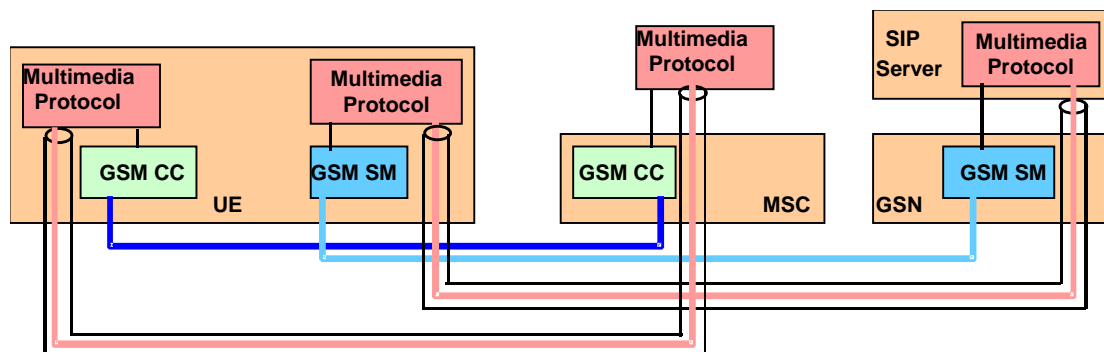 Multimedia
Protocol
Multimedia
Protocol
GSM CC
GSM SM
UE
Multimedia
Protocol
GSM CC
MSC
SIP
Server
Multimedia
Protocol
GSM SM
GSN